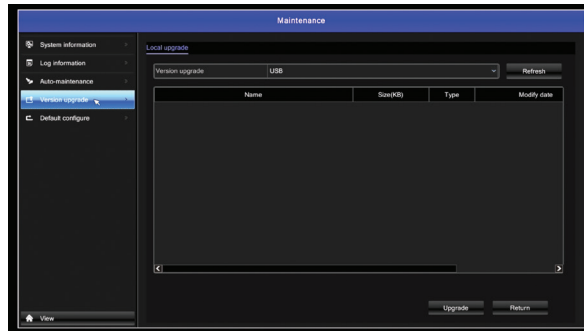 Maintenance
System information
Log information
Auto-maintenance
Version upgrade
Default configure
View
Local upgrade
Version upgrade USB Refresh
Name Size(KB) Type Modify date
Upgrade Return